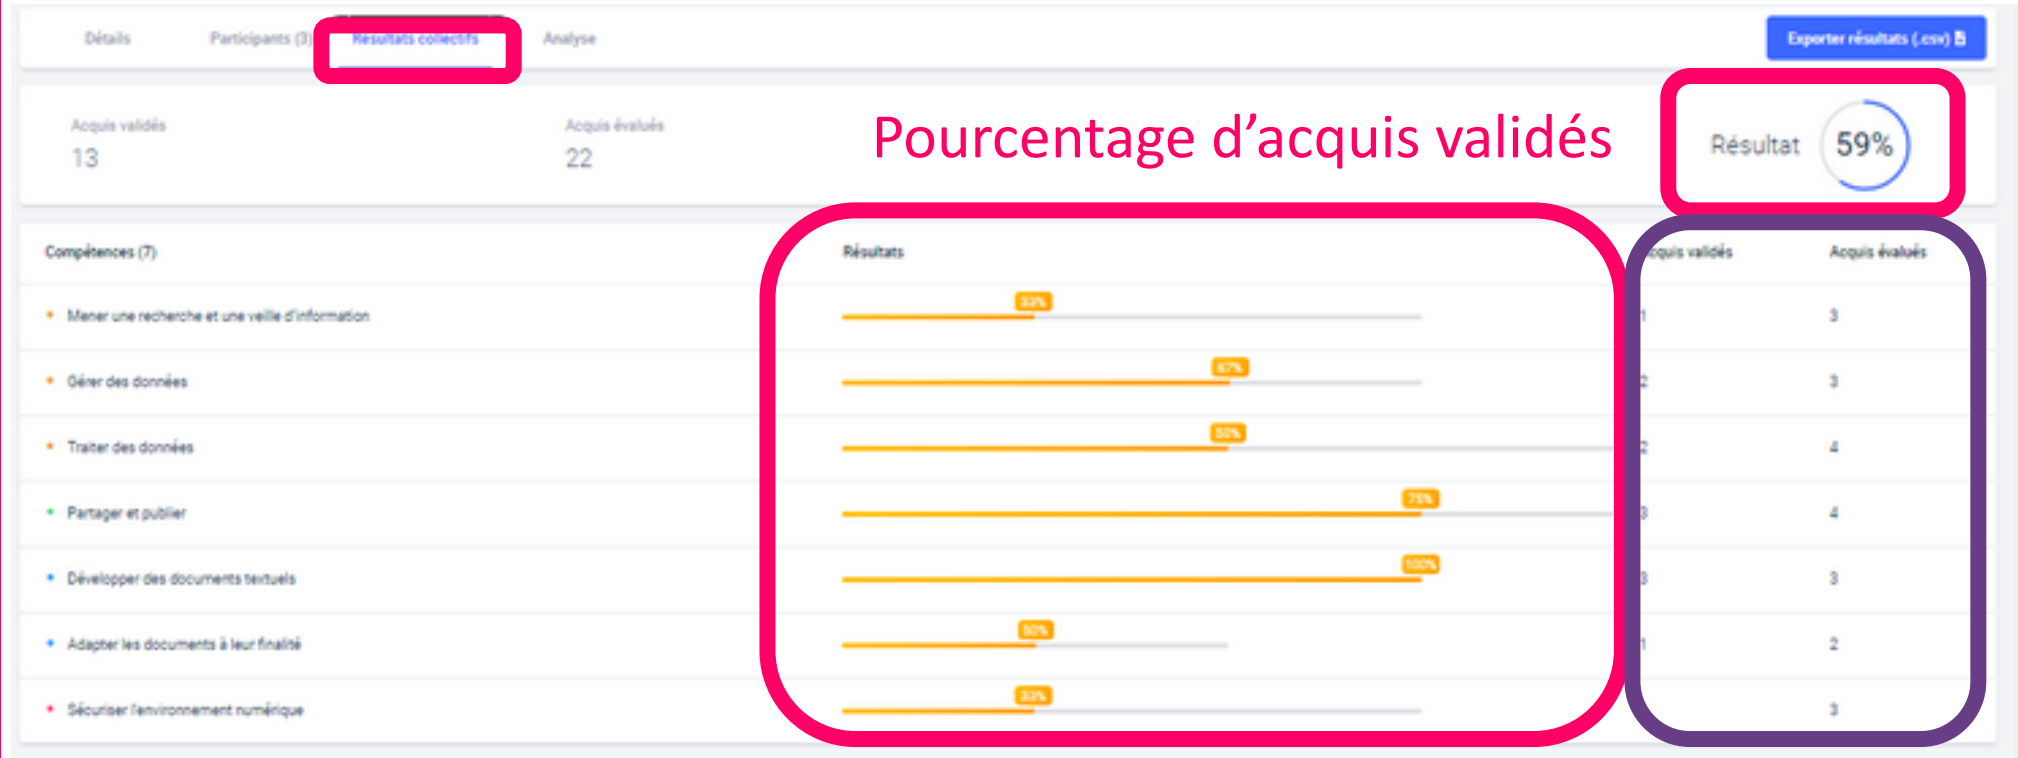 Détails Participants (3) Résultats collectifs Analyse Exporter résultats (.csv)
Acquis validés Acquis évalués
13 22 Pourcentage d’acquis validés Résultat 59%
Compétences (7) Résultats Acquis validés Acquis évalués
Mener une recherche et une veille d'information 33% 1 3
Gérer des données 67% 2 3
Traiter des données 50% 2 4
Partager et publier 75% 3 4
Développer des documents textuels 100% 3 3
Adapter les documents à leur finalité 50% 1 2
Sécuriser l'environnement numérique 33% 3